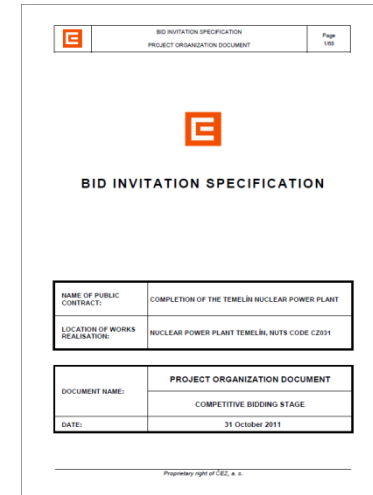 BID INVITATION SPECIFICATION
PROJECT ORGANIZATION DOCUMENT
Page
1/53
BID INVITATION SPECIFICATION
NAME OF PUBLIC
CONTRACT:
COMPLETION OF THE TEMELÍN NUCLEAR POWER PLANT
LOCATION OF WORKS
REALISATION:
NUCLEAR POWER PLANT TEMELÍN, NUTS CODE CZ031
DOCUMENT NAME:
PROJECT ORGANIZATION DOCUMENT
COMPETITIVE BIDDING STAGE
DATE:
31 October 2011
Proprietary right of ČEZ, a. s.